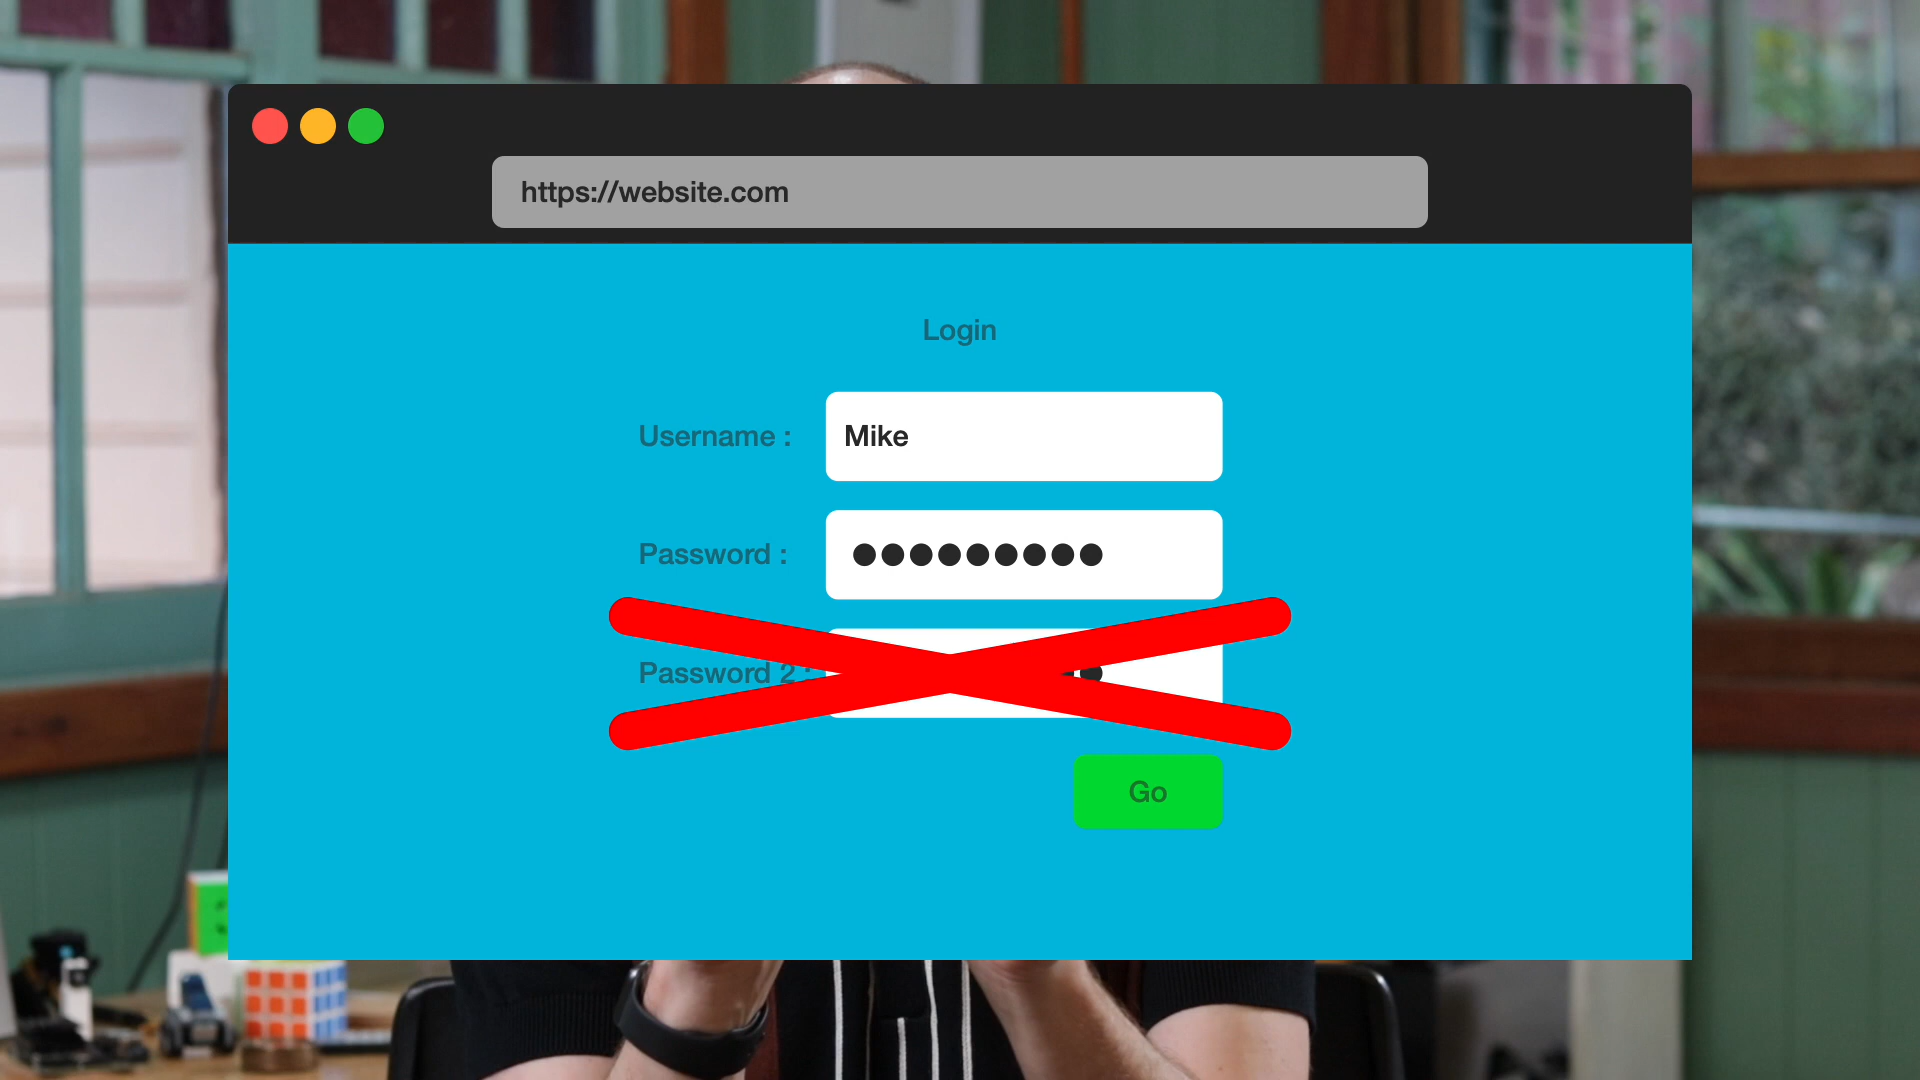 https://website.com
Login
Username :
Mike
Password :
●●●●●●●●●
Password 2 :
Go